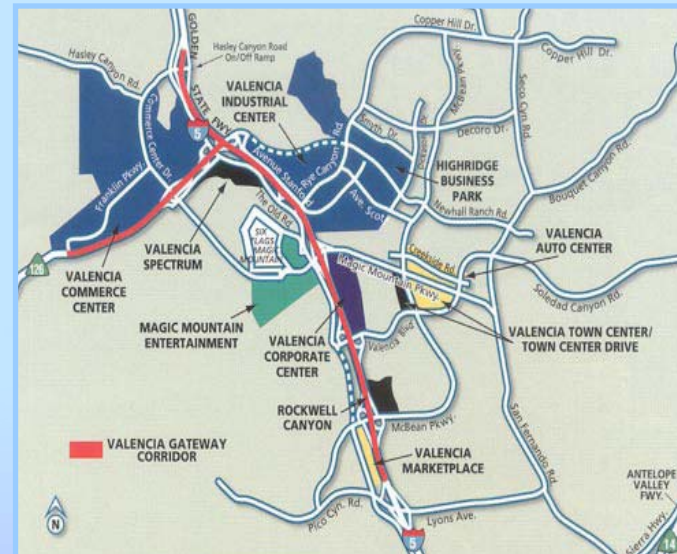 Hasley Canyon Rd.
Hasley Canyon Road
On/Off Ramp
GOLDEN
STATE FWY.
5
VALENCIA
INDUSTRIAL
CENTER
Copper Hill Dr.
Copper Hill Dr.
McBean Pkwy.
Seco Cyn Rd.
Smyth Dr.
Decoro Dr.
Commerce Center Dr.
Franklin Pkwy.
Avenue Stanford
Rye Canyon Rd
Ave. Scot
HIGHRIDGE
BUSINESS
PARK
Bouquet Canyon Rd.
Newhall Ranch Rd.
The Old Rd.
126
VALENCIA
COMMERCE
CENTER
VALENCIA
SPECTRUM
SIX
FLAGS MAGIC
MOUNTAIN
VALENCIA
AUTO CENTER
Creekside Rd.
Magic Mountain Pkwy.
Soledad Canyon Rd.
MAGIC MOUNTAIN
ENTERTAINMENT
VALENCIA
CORPORATE
CENTER
Valencia Blvd
VALENCIA TOWN CENTER/
TOWN CENTER DRIVE
ROCKWELL
CANYON
McBean Pkwy.
San Fernando Rd.
VALENCIA GATEWAY
CORRIDOR
VALENCIA
MARKETPLACE
Pico Cyn. Rd.
Lyons Ave.
5
ANTELOPE
VALLEY
FWY.
Sierra Hwy.
14
N